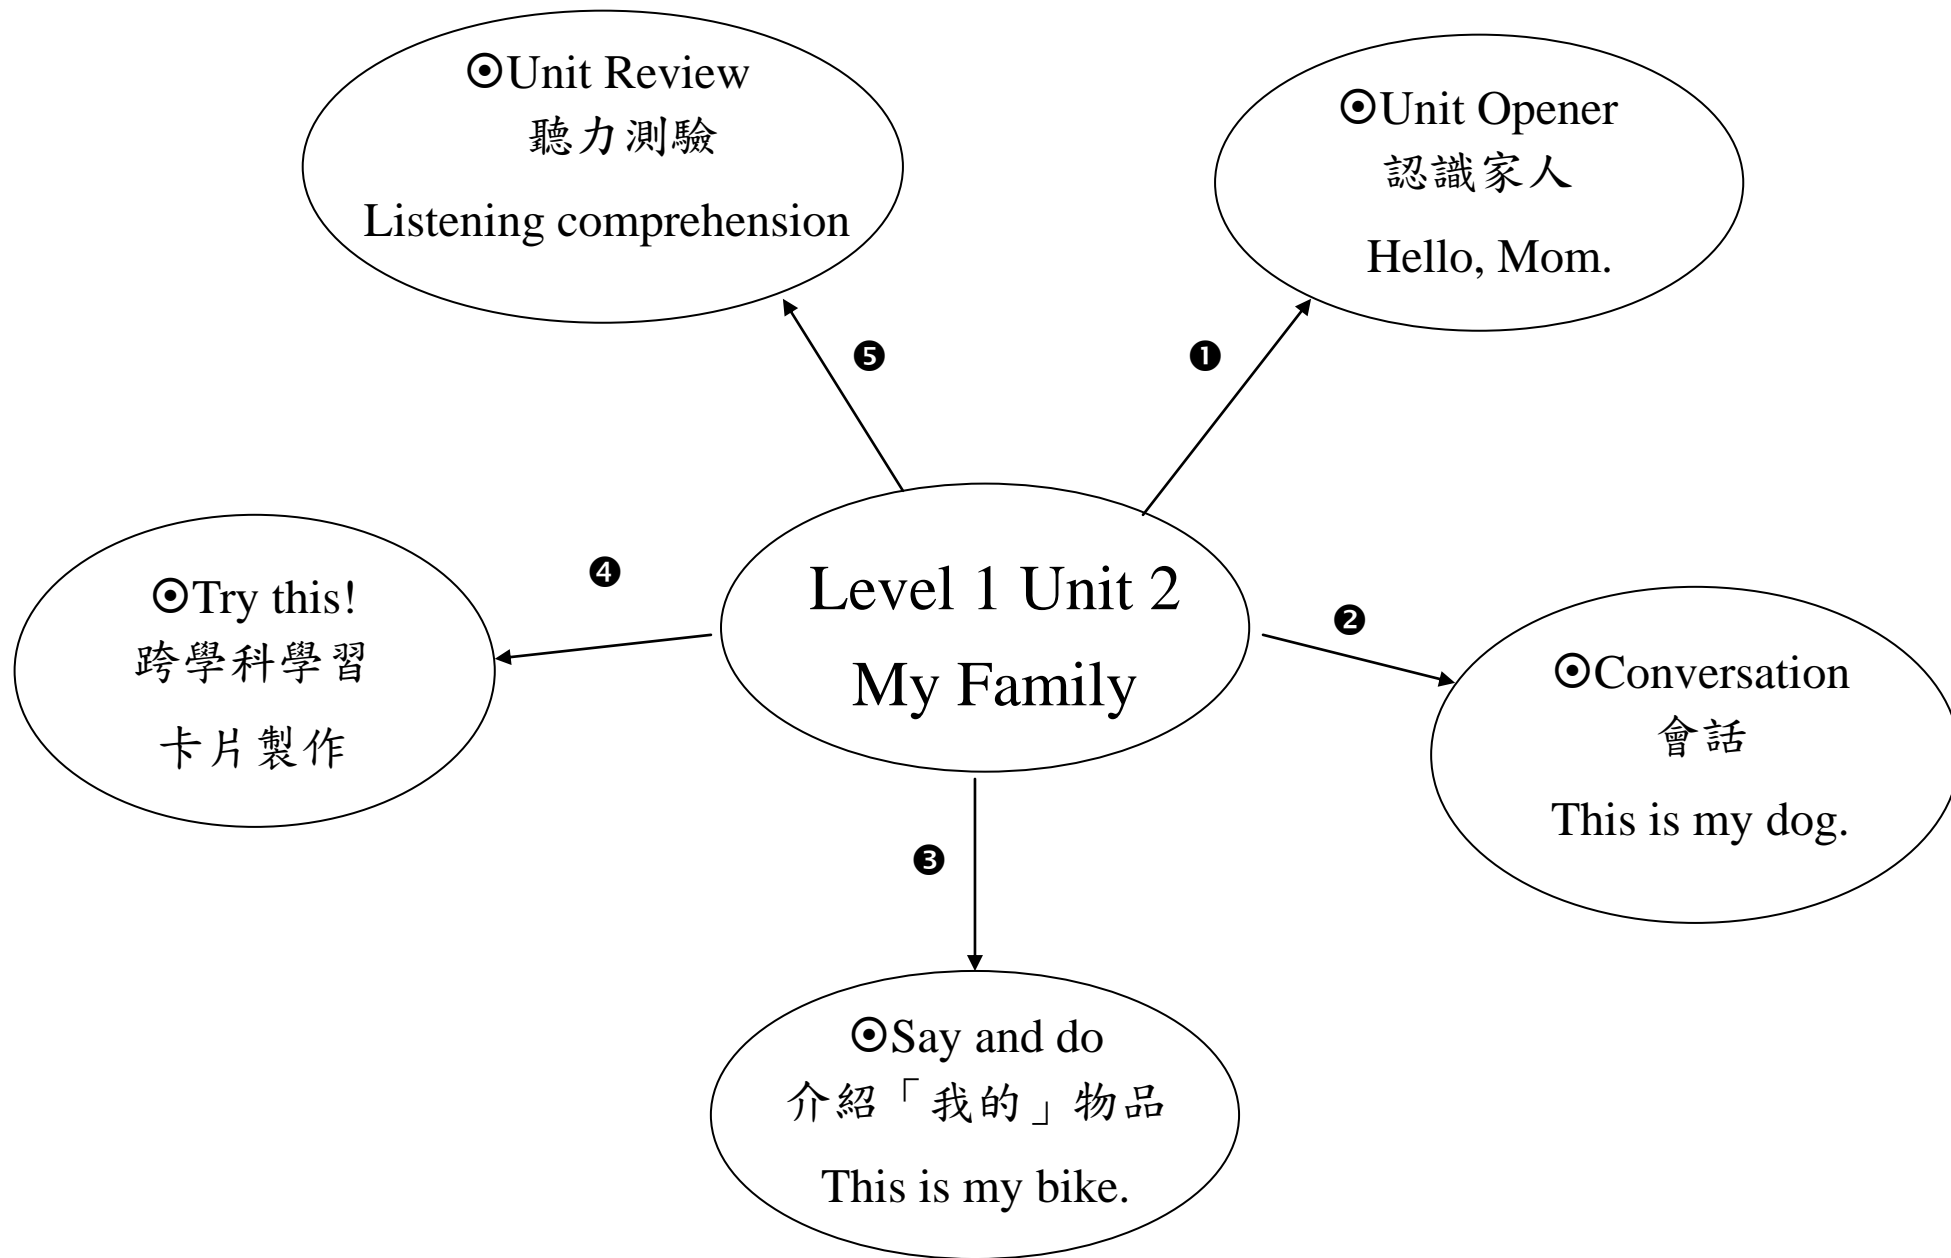 Level 1 Unit 2
My Family
❶
⊙Unit Opener
認識家人
Hello, Mom.
❷
⊙Conversation
會話
This is my dog.
❸
⊙Say and do
介紹「我的」物品
This is my bike.
❹
⊙Try this!
跨學科學習
卡片製作
❺
⊙Unit Review
聽力測驗
Listening comprehension